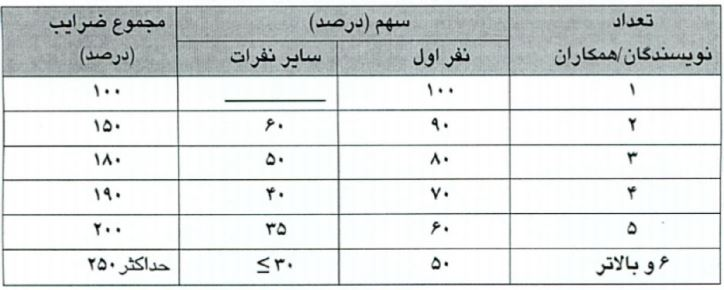 تعداد نویسندگان/همکاران | سهم (درصد) | مجموع ضرایب (درصد)
نفر اول | سایر نفرات
۱ | ۱۰۰ | ______ | ۱۰۰
۲ | ۹۰ | ۶۰ | ۱۵۰
۳ | ۸۰ | ۵۰ | ۱۸۰
۴ | ۷۰ | ۴۰ | ۱۹۰
۵ | ۶۰ | ۳۵ | ۲۰۰
۶ و بالاتر | ۵۰ | ≤۳۰ | حداکثر ۲۵۰